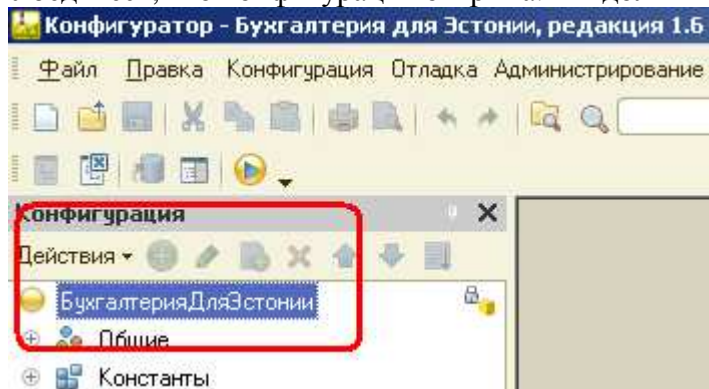 Конфигуратор - Бухгалтерия для Эстонии, редакция 1.6
Файл Правка Конфигурация Отладка Администрирование
Конфигурация
Действия
БухгалтерияДляЭстонии
Общие
Константы